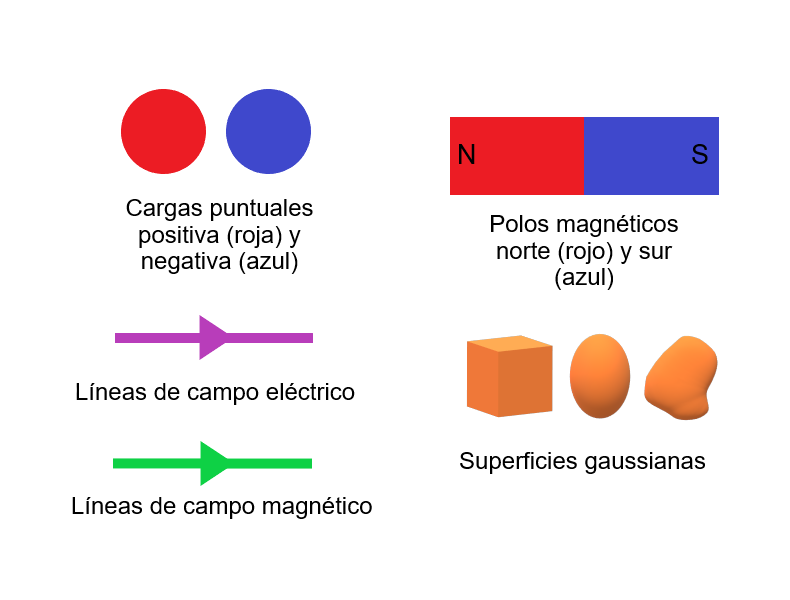 Cargas puntuales
positiva (roja) y
negativa (azul)
N
S
Polos magnéticos
norte (rojo) y sur
(azul)
Líneas de campo eléctrico
Líneas de campo magnético
Superficies gaussianas